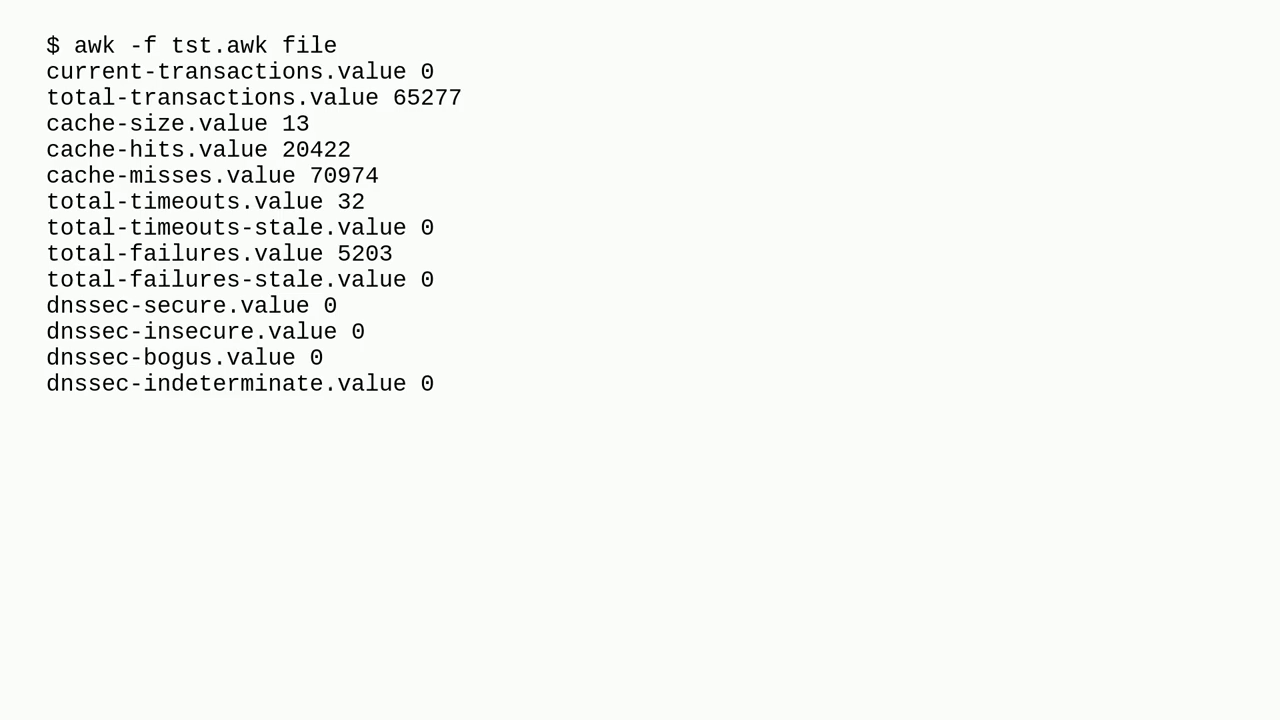 $ awk -f tst.awk file
current-transactions.value 0
total-transactions.value 65277
cache-size.value 13
cache-hits.value 20422
cache-misses.value 70974
total-timeouts.value 32
total-timeouts-stale.value 0
total-failures.value 5203
total-failures-stale.value 0
dnssec-secure.value 0
dnssec-insecure.value 0
dnssec-bogus.value 0
dnssec-indeterminate.value 0